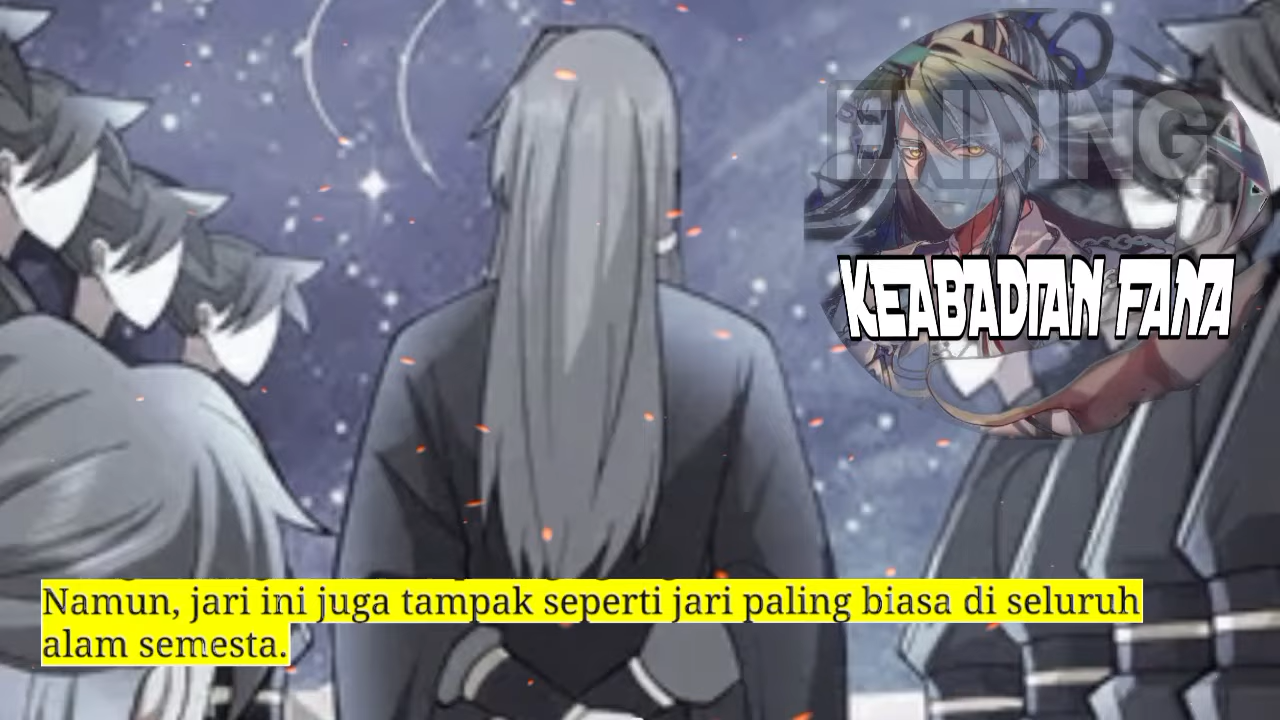 ENDING
KEABADIAN FANA
Namun, jari ini juga tampak seperti jari paling biasa di seluruh
alam semesta.